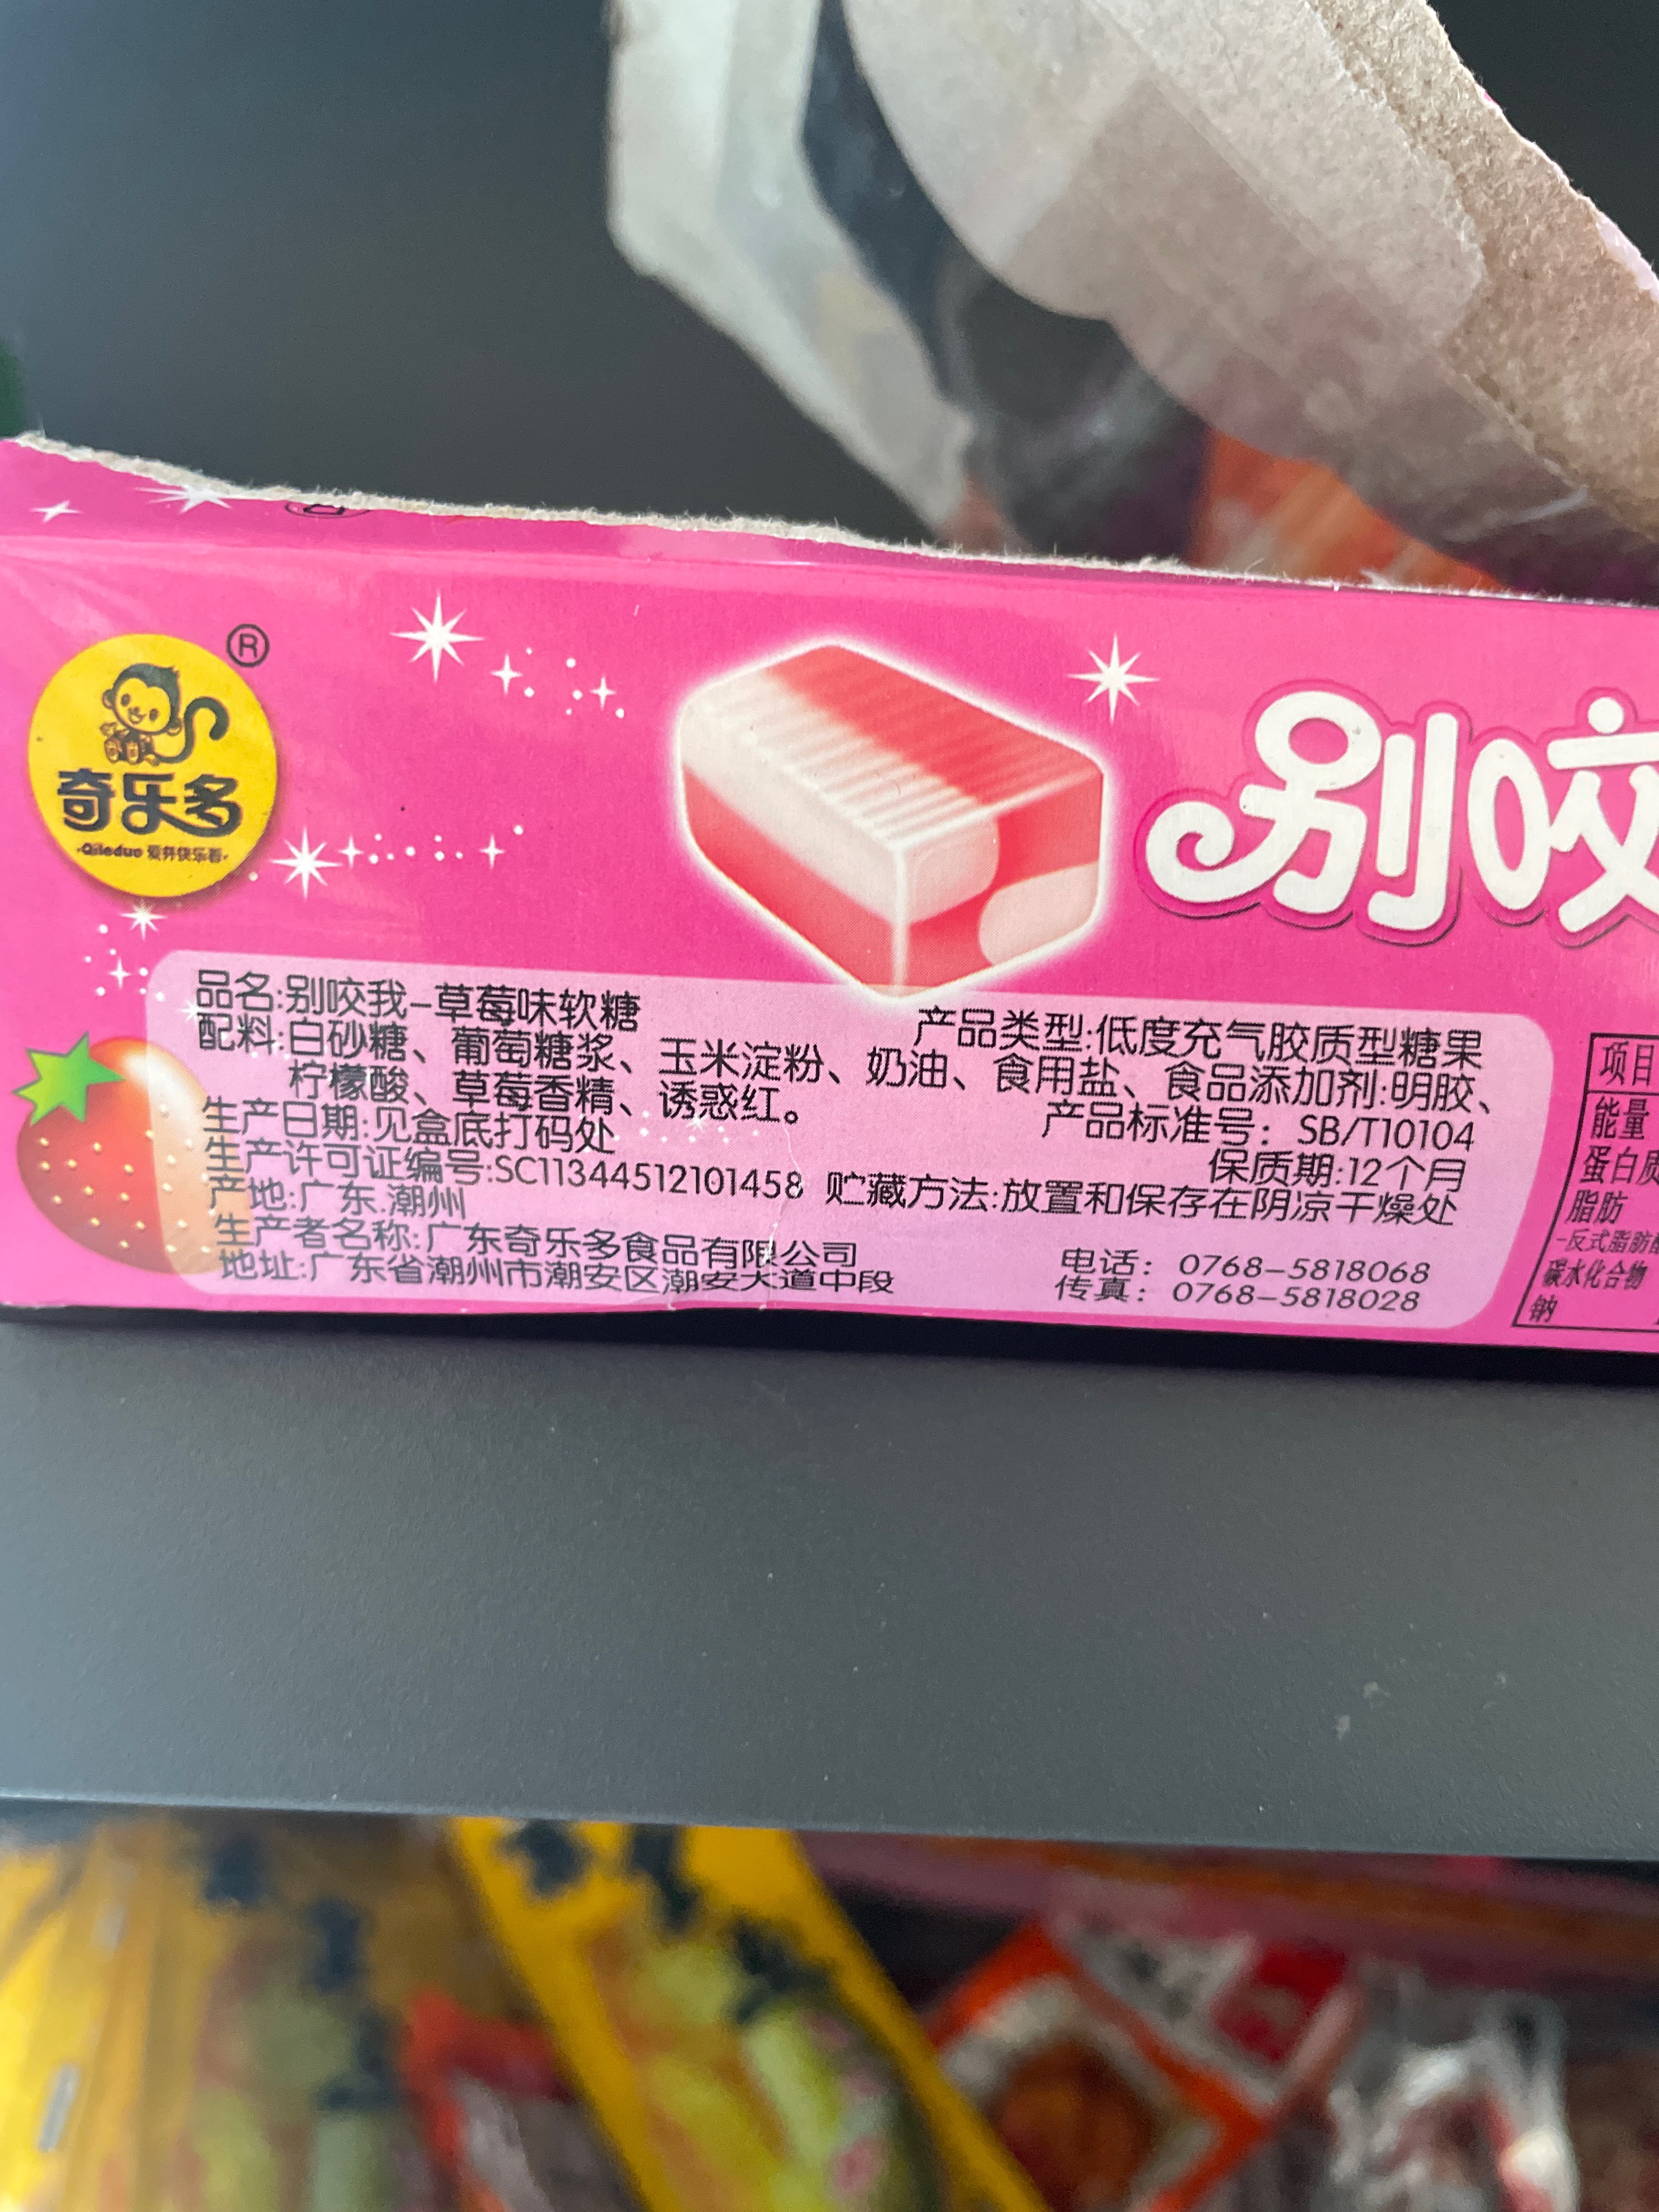 ®
奇乐多
·Qileduo 爱务快乐着·
别咬
品名:别咬我-草莓味软糖
产品类型:低度充气胶质型糖果
配料:白砂糖、葡萄糖浆、玉米淀粉、奶油、食用盐、食品添加剂:明胶、
柠檬酸、草莓香精、诱惑红。
产品标准号：SB/T10104
生产日期:见盒底打码处
保质期:12个月
生产许可证编号:SC11344512101458
贮藏方法:放置和保存在阴凉干燥处
产地:广东.潮州
生产者名称:广东奇乐多食品有限公司
电话：0768-5818068
地址:广东省潮州市潮安区潮安大道中段
传真：0768-5818028
项目
能量
蛋白质
脂肪
-反式脂肪酸
碳水化合物
钠